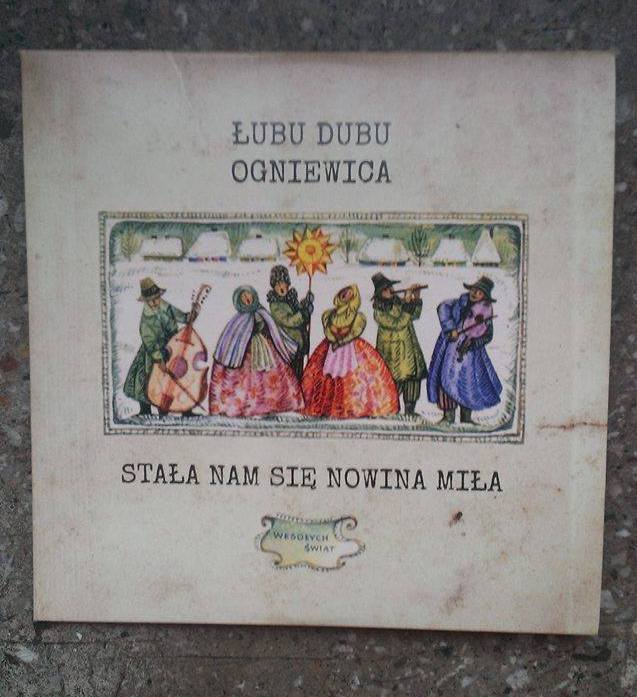 ŁUBU DUBU
OGNIEWICA
STAŁA NAM SIĘ NOWINA MIŁA
WESOŁYCH
ŚWIĄT